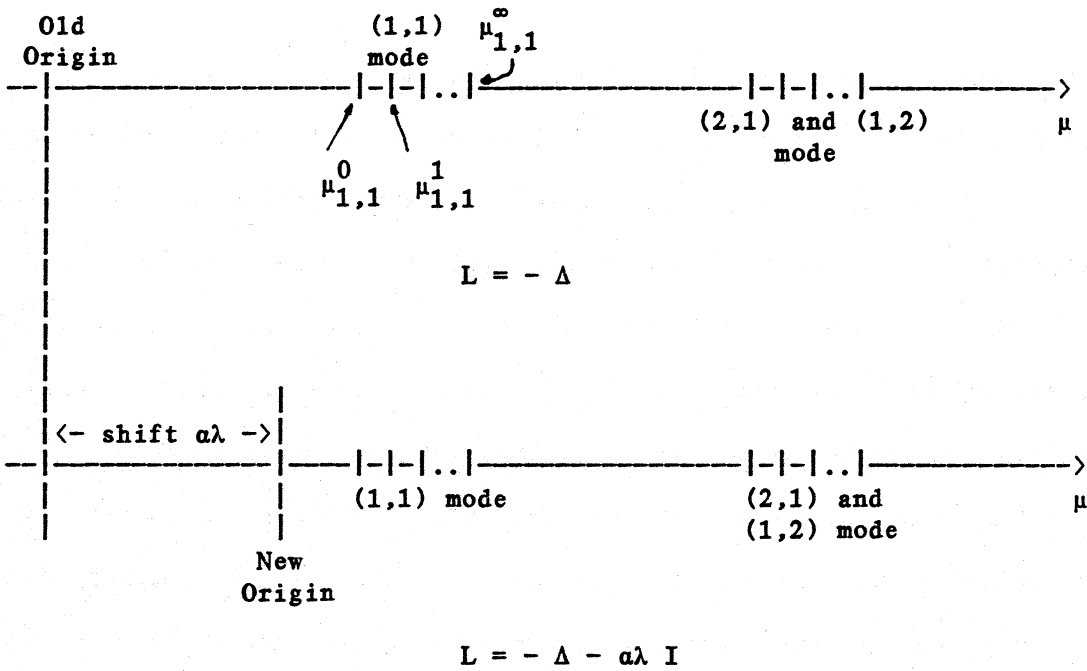 Old Origin
(1,1) mode
μ^∞_{1,1}
--|--------------------|-|-|..|------------------|-|-|..|------------->
(2,1) and (1,2) mode
μ
μ^0_{1,1} μ^1_{1,1}
L = - Δ
|<- shift αλ ->|
--|---------------|-----|-|-|..|------------------|-|-|..|------------->
(1,1) mode
(2,1) and
(1,2) mode
μ
New
Origin
L = - Δ - αλ I